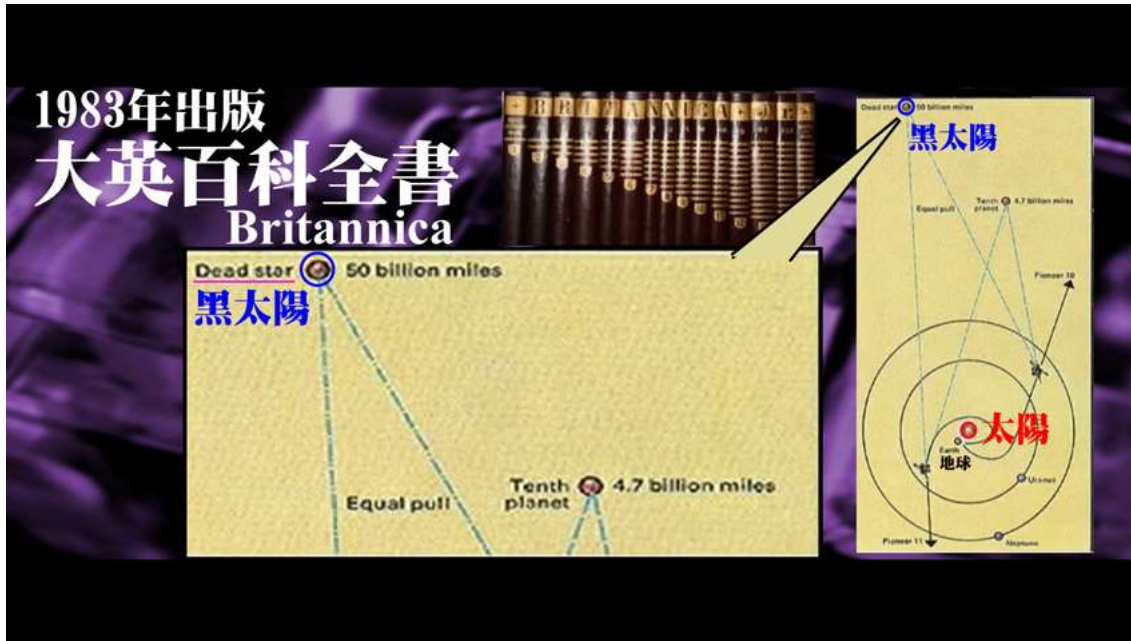 1983年出版
大英百科全書
Britannica
BRITANNICA Jr
Dead star 50 billion miles
黑太陽
Equal pull
Tenth planet 4.7 billion miles
Dead star 50 billion miles
黑太陽
Equal pull
Tenth planet 4.7 billion miles
Pioneer 10
太陽
Earth
地球
Uranus
Pioneer 11
Neptune